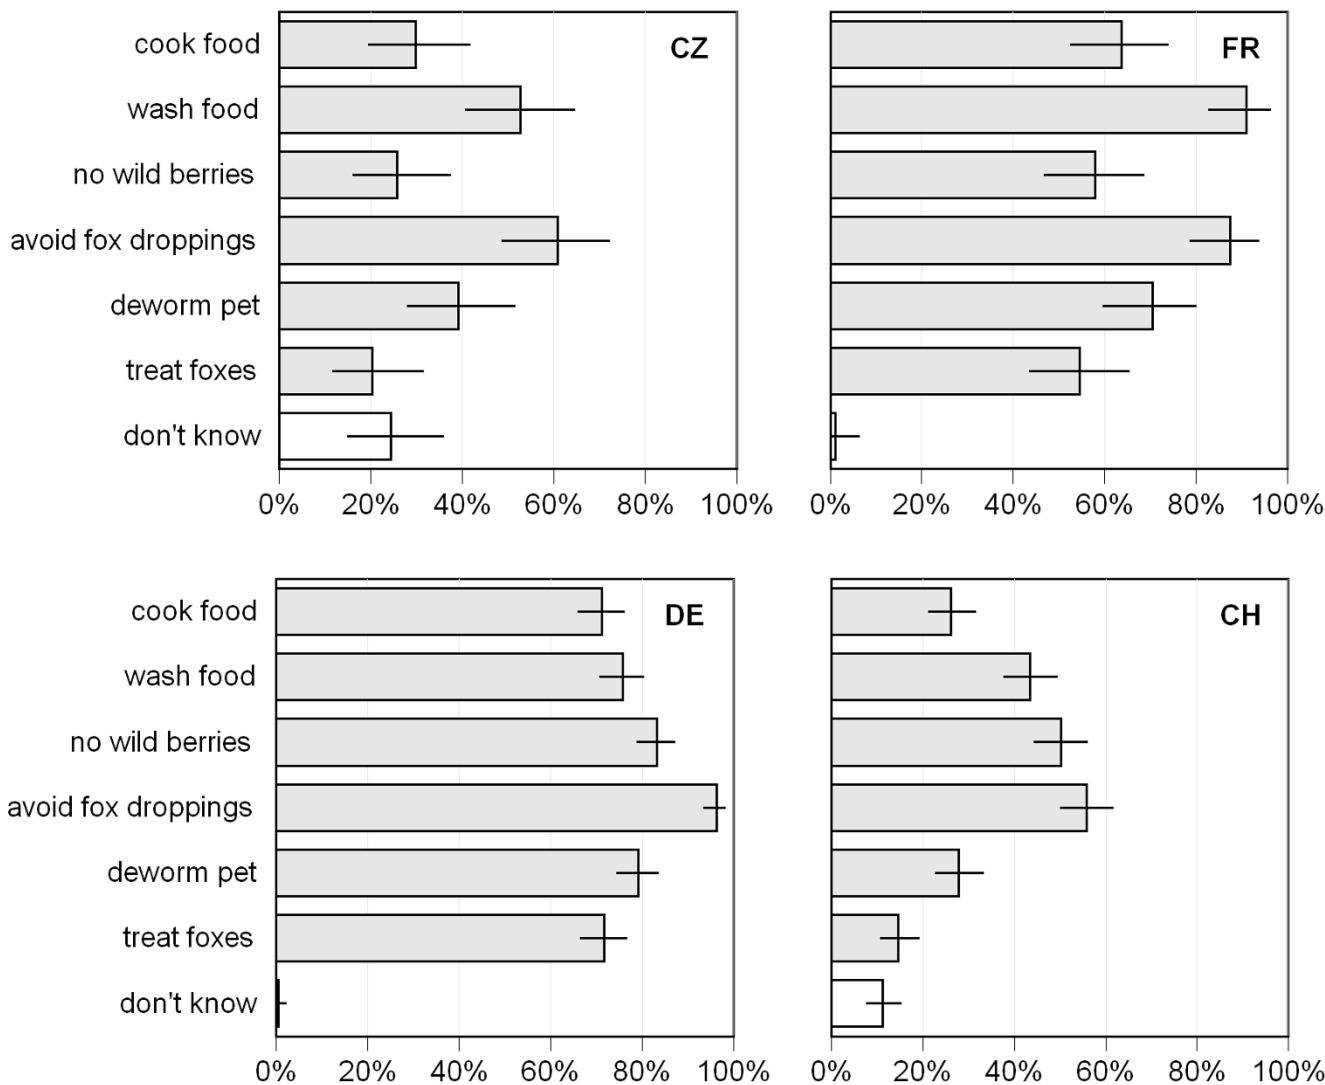 cook food
CZ
wash food
no wild berries
avoid fox droppings
deworm pet
treat foxes
don't know
0% 20% 40% 60% 80% 100%
FR
0% 20% 40% 60% 80% 100%
cook food
DE
wash food
no wild berries
avoid fox droppings
deworm pet
treat foxes
don't know
0% 20% 40% 60% 80% 100%
CH
0% 20% 40% 60% 80% 100%